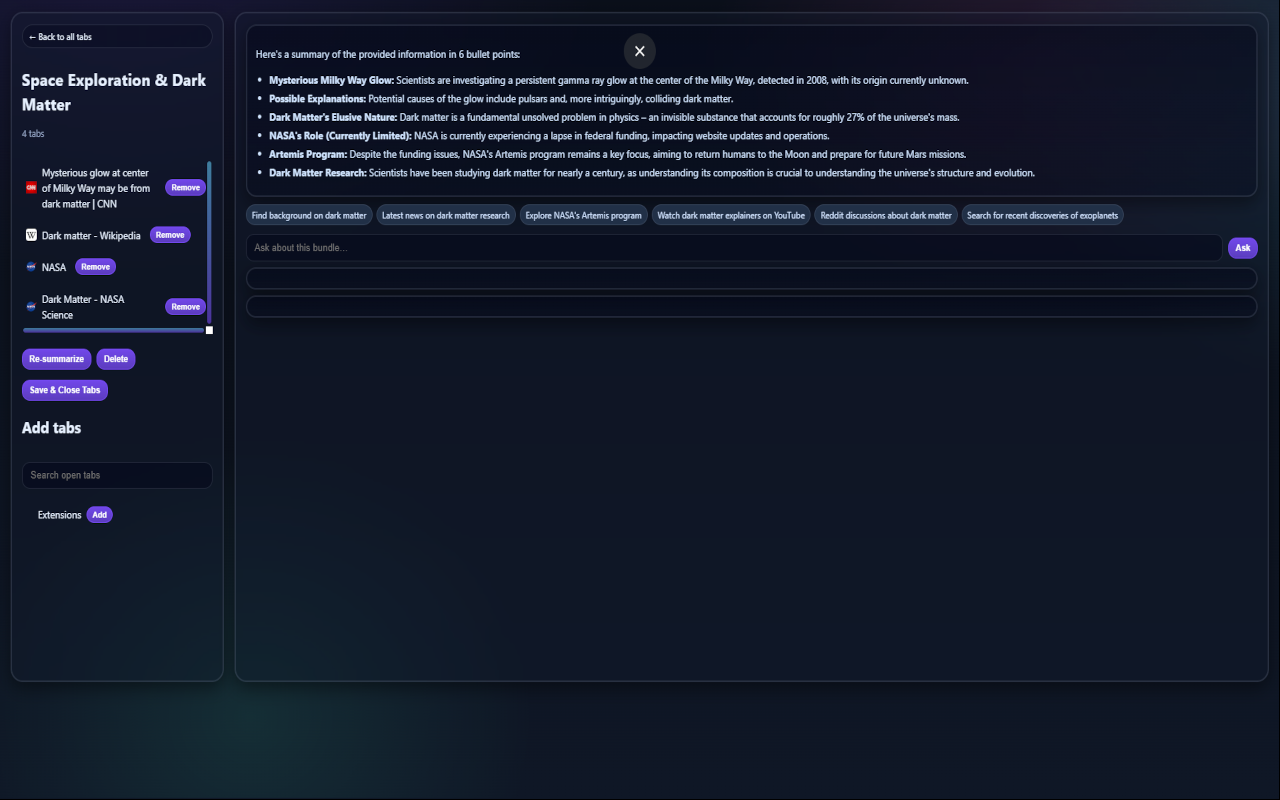 ← Back to all tabs
Space Exploration & Dark
Matter
4 tabs
Mysterious glow at center
of Milky Way may be from
dark matter | CNN
Remove
Dark matter - Wikipedia
Remove
NASA
Remove
Dark Matter - NASA
Science
Remove
Re-summarize
Delete
Save & Close Tabs
Add tabs
Search open tabs
Extensions
Add
Here's a summary of the provided information in 6 bullet points:
• Mysterious Milky Way Glow: Scientists are investigating a persistent gamma ray glow at the center of the Milky Way, detected in 2008, with its origin currently unknown.
• Possible Explanations: Potential causes of the glow include pulsars and, more intriguingly, colliding dark matter.
• Dark Matter's Elusive Nature: Dark matter is a fundamental unsolved problem in physics – an invisible substance that accounts for roughly 27% of the universe's mass.
• NASA's Role (Currently Limited): NASA is currently experiencing a lapse in federal funding, impacting website updates and operations.
• Artemis Program: Despite the funding issues, NASA's Artemis program remains a key focus, aiming to return humans to the Moon and prepare for future Mars missions.
• Dark Matter Research: Scientists have been studying dark matter for nearly a century, as understanding its composition is crucial to understanding the universe's structure and evolution.
Find background on dark matter
Latest news on dark matter research
Explore NASA's Artemis program
Watch dark matter explainers on YouTube
Reddit discussions about dark matter
Search for recent discoveries of exoplanets
Ask about this bundle...
Ask